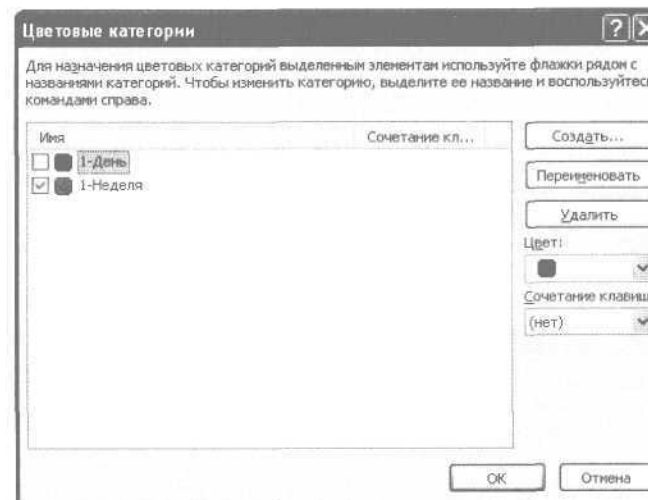 Цветовые категории
Для назначения цветовых категорий выделенным элементам используйте флажки рядом с
названиями категорий. Чтобы изменить категорию, выделите ее название и воспользуйтесь
командами справа.
Имя Сочетание кл...
1-День
1-Неделя
Создать...
Переименовать
Удалить
Цвет:
Сочетание клавиш
(нет)
OK
Отмена